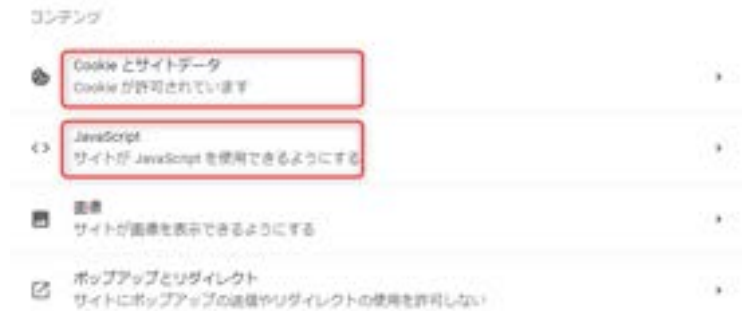 コンテンツ
Cookie とサイトデータ
Cookie が許可されています
JavaScript
サイトが JavaScript を使用できるようにする
画像
サイトが画像を表示できるようにする
ポップアップとリダイレクト
サイトにポップアップの送信やリダイレクトの使用を許可しない